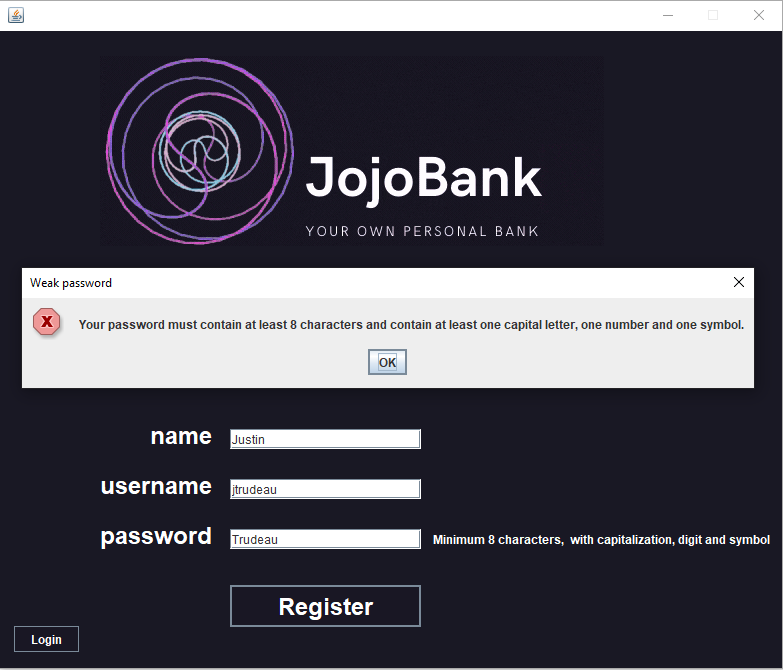 JojoBank
YOUR OWN PERSONAL BANK
Weak password
X
Your password must contain at least 8 characters and contain at least one capital letter, one number and one symbol.
OK
name Justin
username jtrudeau
password Trudeau Minimum 8 characters, with capitalization, digit and symbol
Register
Login